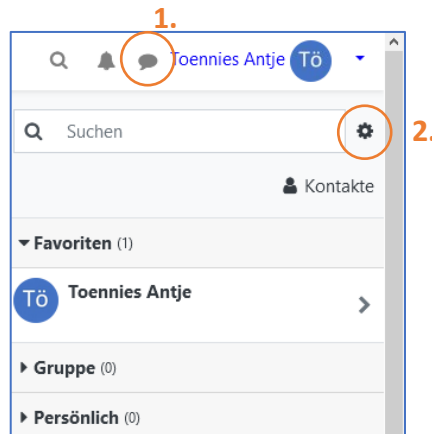 1.
Toennies Antje Tö
Suchen
2.
Kontakte
Favoriten (1)
Tö Toennies Antje
Gruppe (0)
Persönlich (0)